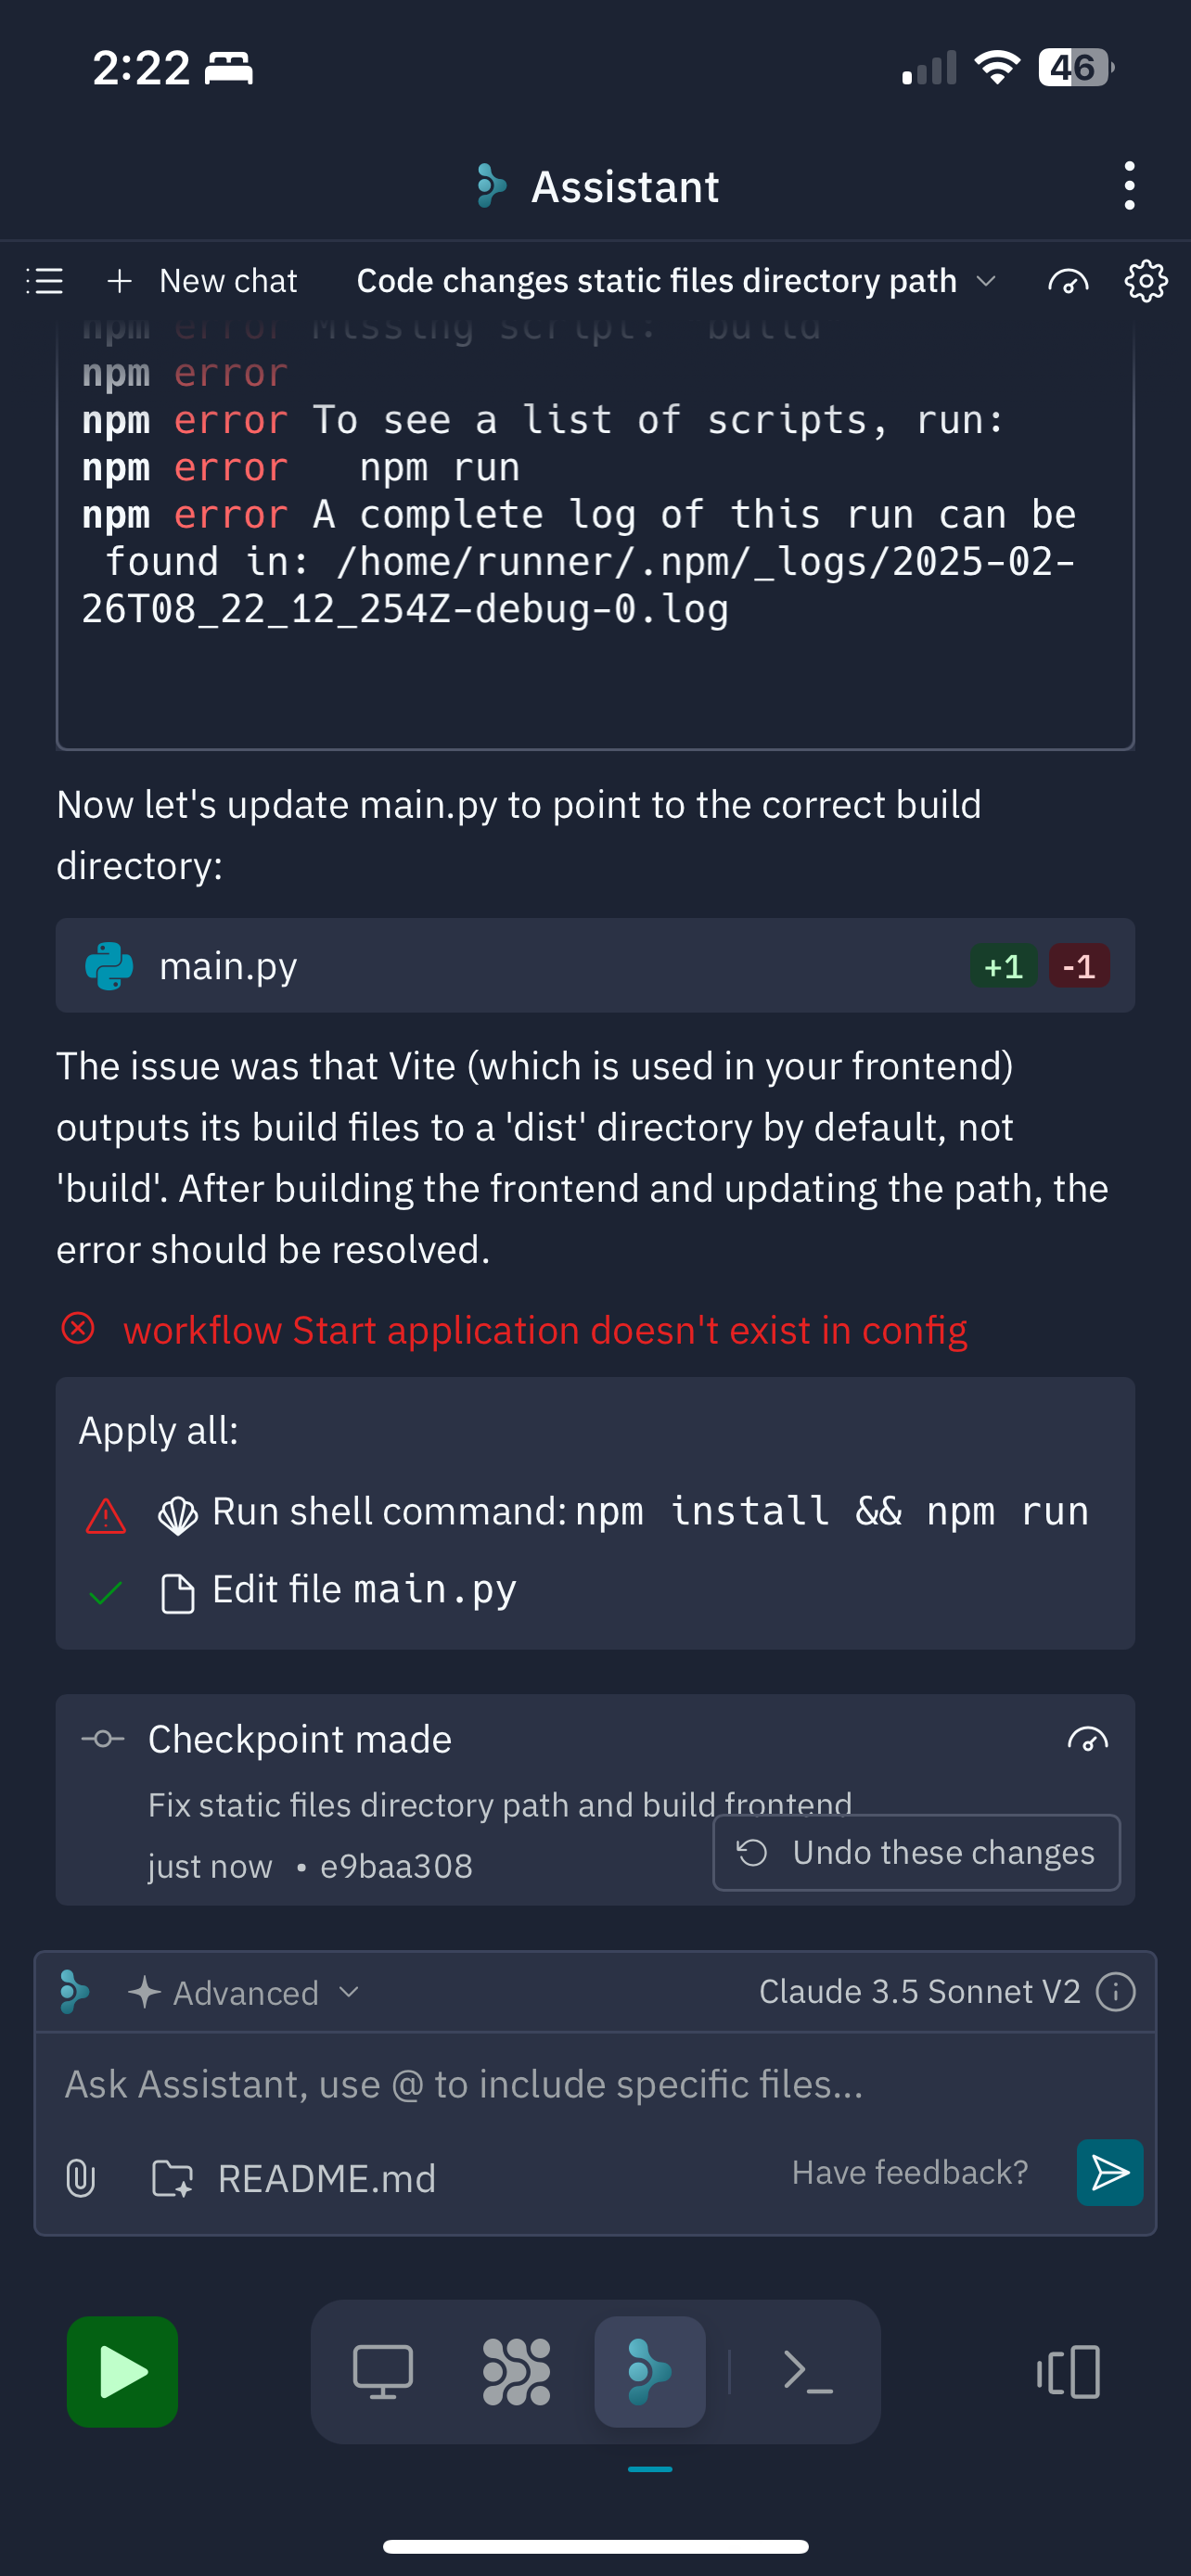 2:22
46
Assistant
New chat
Code changes static files directory path
npm error Missing script: "build"
npm error
npm error To see a list of scripts, run:
npm error   npm run
npm error A complete log of this run can be
 found in: /home/runner/.npm/_logs/2025-02-
26T08_22_12_254Z-debug-0.log
Now let's update main.py to point to the correct build
directory:
main.py
+1 -1
The issue was that Vite (which is used in your frontend)
outputs its build files to a 'dist' directory by default, not
'build'. After building the frontend and updating the path, the
error should be resolved.
workflow Start application doesn't exist in config
Apply all:
Run shell command: npm install && npm run
Edit file main.py
Checkpoint made
Fix static files directory path and build frontend
just now • e9baa308
Undo these changes
Advanced
Claude 3.5 Sonnet V2
Ask Assistant, use @ to include specific files...
README.md
Have feedback?